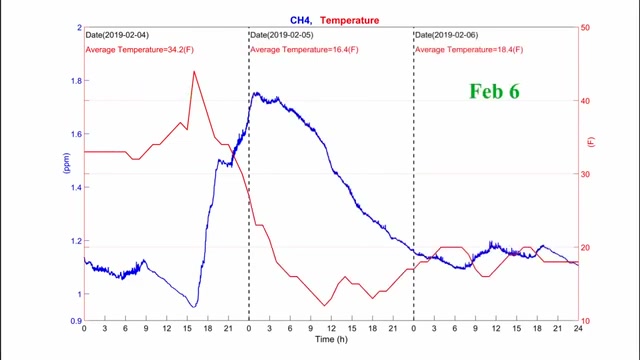 CH4, Temperature
Date(2019-02-04) Date(2019-02-05) Date(2019-02-06)
Average Temperature=34.2(F) Average Temperature=16.4(F) Average Temperature=18.4(F)
Feb 6
2
1.8
1.6
1.4
1.2
1
0.9
(ppm)
50
40
30
20
10
(F)
0 3 6 9 12 15 18 21 0 3 6 9 12 15 18 21 0 3 6 9 12 15 18 21 24
Time (h)